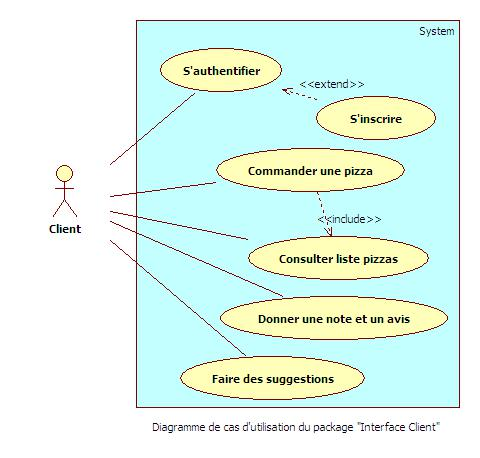 System
S'authentifier
<<extend>>
S'inscrire
Commander une pizza
<<include>>
Client
Consulter liste pizzas
Donner une note et un avis
Faire des suggestions
Diagramme de cas d'utilisation du package "Interface Client"